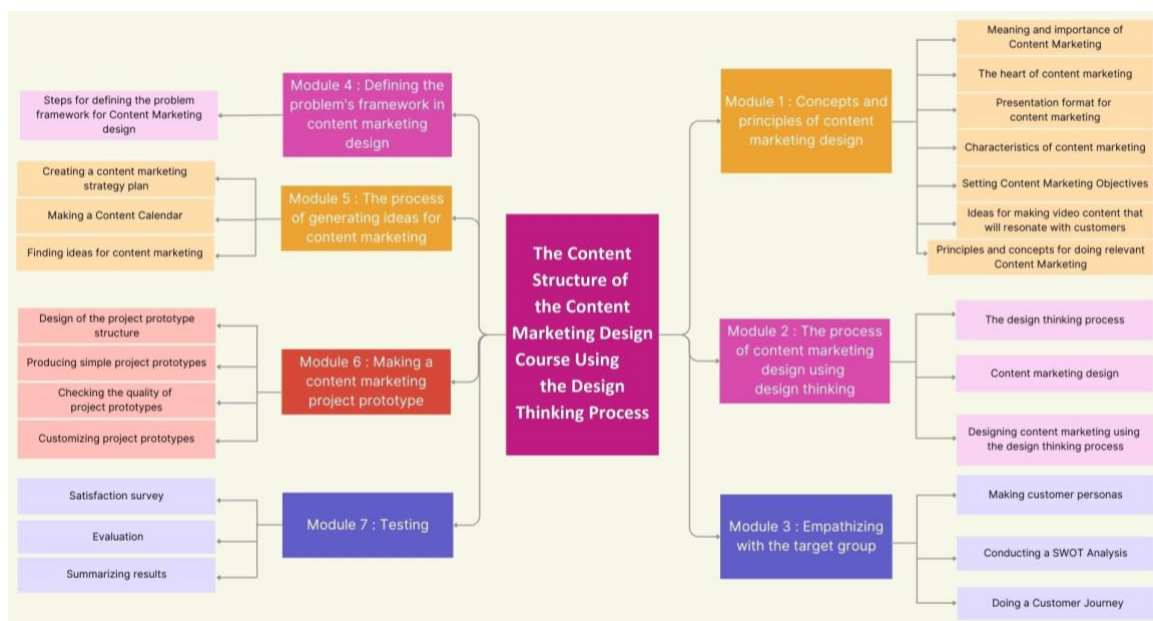 The Content
Structure of
the Content
Marketing Design
Course Using
the Design
Thinking Process
Module 1 : Concepts and
principles of content
marketing design
Meaning and importance of
Content Marketing
The heart of content marketing
Presentation format for
content marketing
Characteristics of content marketing
Setting Content Marketing Objectives
Ideas for making video content that
will resonate with customers
Principles and concepts for doing relevant
Content Marketing
Module 2 : The process
of content marketing
design using
design thinking
The design thinking process
Content marketing design
Designing content marketing using
the design thinking process
Module 3 : Empathizing
with the target group
Making customer personas
Conducting a SWOT Analysis
Doing a Customer Journey
Module 4 : Defining the
problem's framework in
content marketing
design
Steps for defining the problem
framework for Content Marketing
design
Module 5 : The process
of generating ideas for
content marketing
Creating a content marketing
strategy plan
Making a Content Calendar
Finding ideas for content marketing
Module 6 : Making a
content marketing
project prototype
Design of the project prototype
structure
Producing simple project prototypes
Checking the quality of
project prototypes
Customizing project prototypes
Module 7 : Testing
Satisfaction survey
Evaluation
Summarizing results